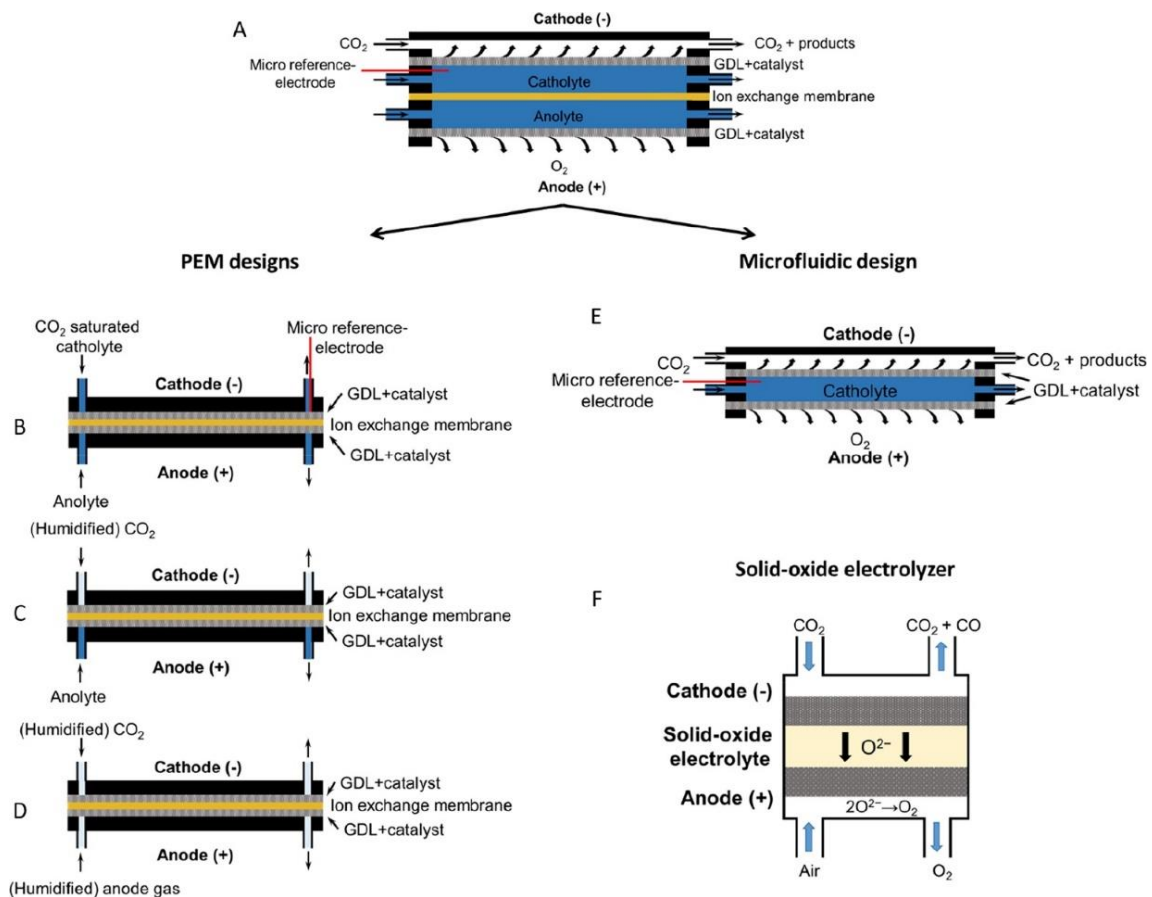 A
Cathode (-)
CO₂
CO₂ + products
Micro reference-
electrode
GDL+catalyst
Catholyte
Ion exchange membrane
Anolyte
GDL+catalyst
O₂
Anode (+)
PEM designs
Microfluidic design
B
CO₂ saturated
catholyte
Micro reference-
electrode
Cathode (-)
GDL+catalyst
Ion exchange membrane
GDL+catalyst
Anode (+)
Anolyte
E
Cathode (-)
CO₂
CO₂ + products
Micro reference-
electrode
Catholyte
GDL+catalyst
O₂
Anode (+)
C
(Humidified) CO₂
Cathode (-)
GDL+catalyst
Ion exchange membrane
GDL+catalyst
Anode (+)
Anolyte
D
(Humidified) CO₂
Cathode (-)
GDL+catalyst
Ion exchange membrane
GDL+catalyst
Anode (+)
(Humidified) anode gas
Solid-oxide electrolyzer
F
CO₂
CO₂ + CO
Cathode (-)
Solid-oxide
electrolyte
O²⁻
Anode (+)
2O²⁻→O₂
Air
O₂